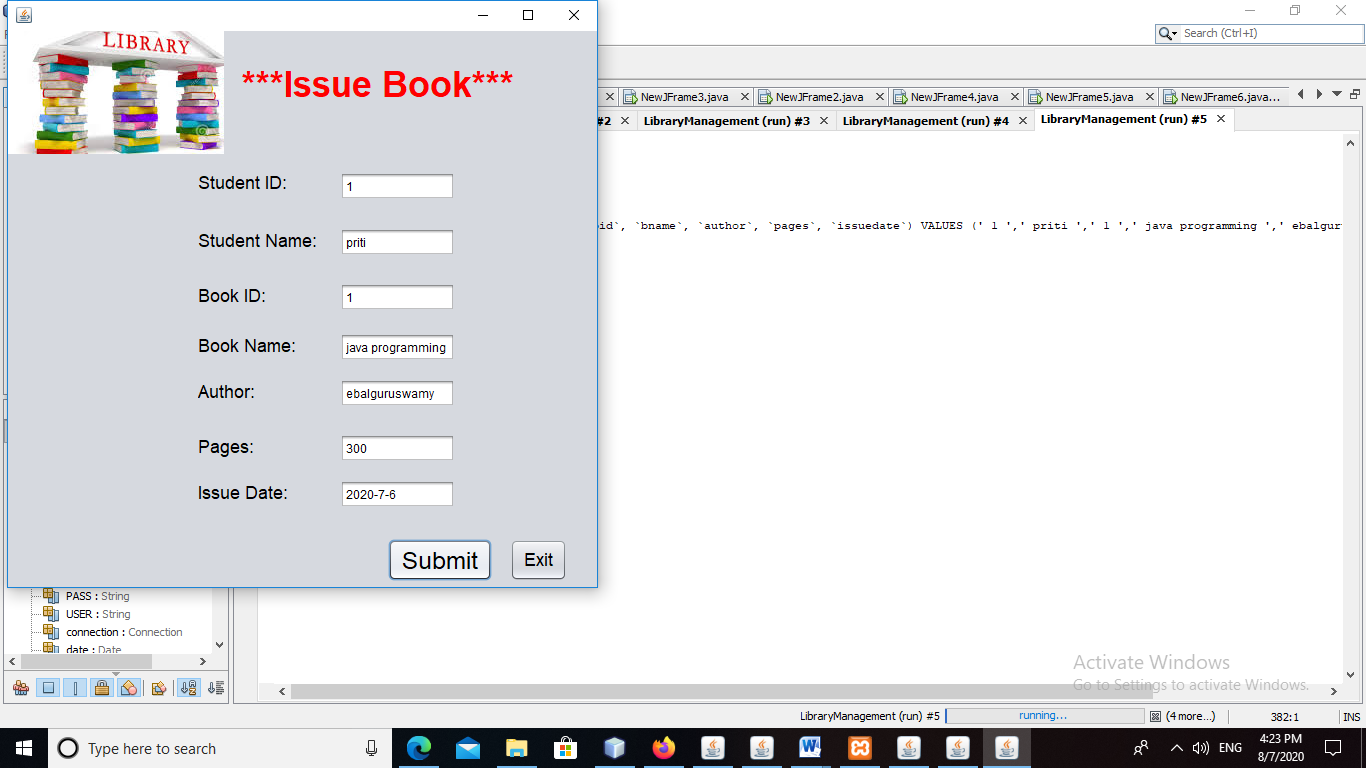 LIBRARY
***Issue Book***
Student ID: 1
Student Name: priti
Book ID: 1
Book Name: java programming
Author: ebalguruswamy
Pages: 300
Issue Date: 2020-7-6
Submit Exit
Search (Ctrl+I)
NewJFrame3.java NewJFrame2.java NewJFrame4.java NewJFrame5.java NewJFrame6.java...
#2 LibraryManagement (run) #3 LibraryManagement (run) #4 LibraryManagement (run) #5
id`, `bname`, `author`, `pages`, `issuedate`) VALUES (' 1 ',' priti ',' 1 ',' java programming ',' ebalgur
PASS : String
USER : String
connection : Connection
date : Date
Activate Windows
Go to Settings to activate Windows.
LibraryManagement (run) #5 running... (4 more...) 382:1 INS
Type here to search
ENG
4:23 PM
8/7/2020